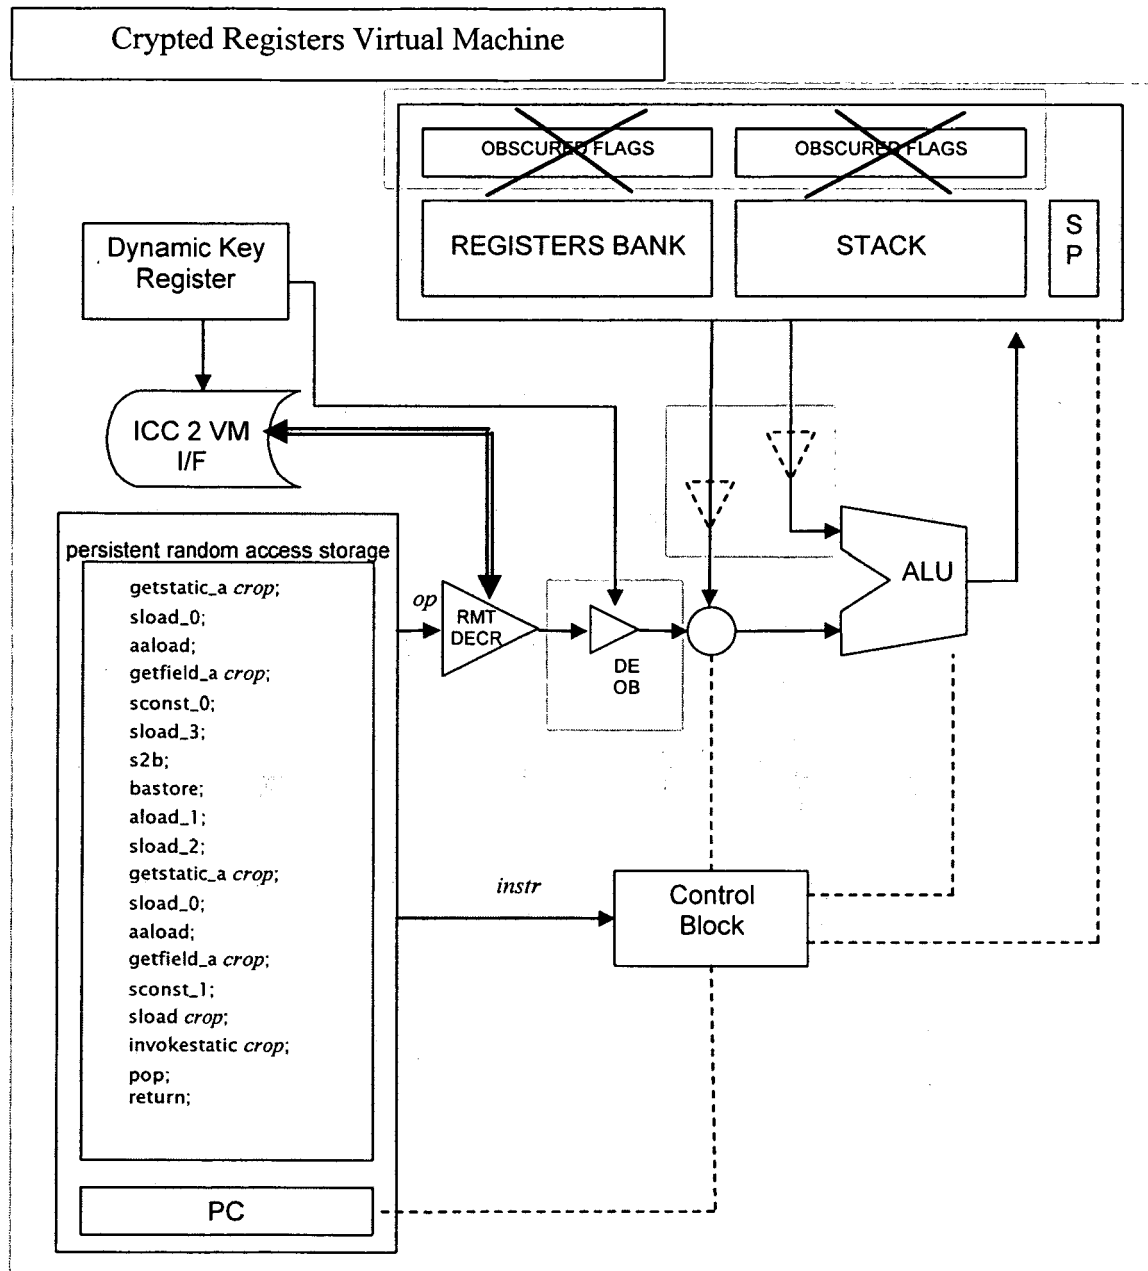 Crypted Registers Virtual Machine
OBSCURED FLAGS
OBSCURED FLAGS
REGISTERS BANK
STACK
S
P
Dynamic Key
Register
ICC 2 VM
I/F
persistent random access storage
getstatic_a crop;
sload_0;
aaload;
getfield_a crop;
sconst_0;
sload_3;
s2b;
bastore;
aload_1;
sload_2;
getstatic_a crop;
sload_0;
aaload;
getfield_a crop;
sconst_1;
sload crop;
invokestatic crop;
pop;
return;
PC
op
RMT
DECR
DE
OB
ALU
instr
Control
Block